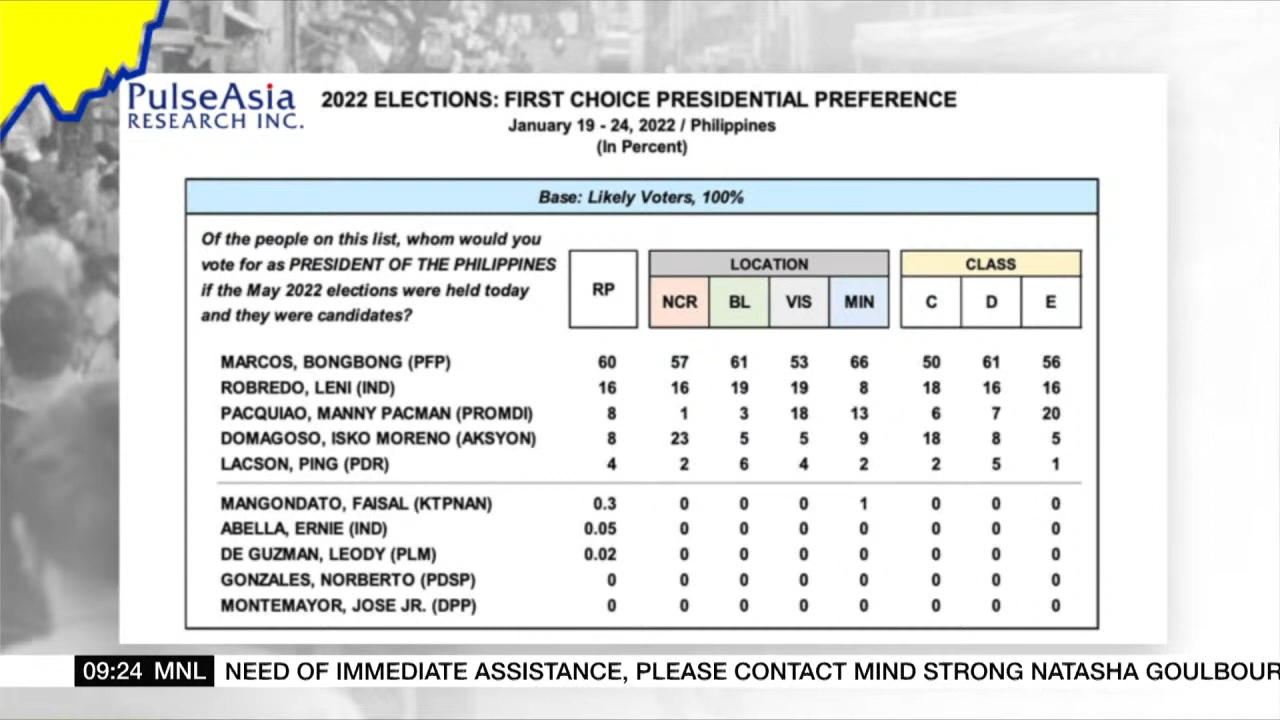 PulseAsia
RESEARCH INC.
2022 ELECTIONS: FIRST CHOICE PRESIDENTIAL PREFERENCE
January 19 - 24, 2022 / Philippines
(In Percent)
Base: Likely Voters, 100%
Of the people on this list, whom would you
vote for as PRESIDENT OF THE PHILIPPINES
if the May 2022 elections were held today
and they were candidates?
RP LOCATION CLASS
NCR BL VIS MIN C D E
MARCOS, BONGBONG (PFP) 60 57 61 53 66 50 61 56
ROBREDO, LENI (IND) 16 16 19 19 8 18 16 16
PACQUIAO, MANNY PACMAN (PROMDI) 8 1 3 18 13 6 7 20
DOMAGOSO, ISKO MORENO (AKSYON) 8 23 5 5 9 18 8 5
LACSON, PING (PDR) 4 2 6 4 2 2 5 1
MANGONDATO, FAISAL (KTPNAN) 0.3 0 0 0 1 0 0 0
ABELLA, ERNIE (IND) 0.05 0 0 0 0 0 0 0
DE GUZMAN, LEODY (PLM) 0.02 0 0 0 0 0 0 0
GONZALES, NORBERTO (PDSP) 0 0 0 0 0 0 0 0
MONTEMAYOR, JOSE JR. (DPP) 0 0 0 0 0 0 0 0
09:24 MNL NEED OF IMMEDIATE ASSISTANCE, PLEASE CONTACT MIND STRONG NATASHA GOULBOUR